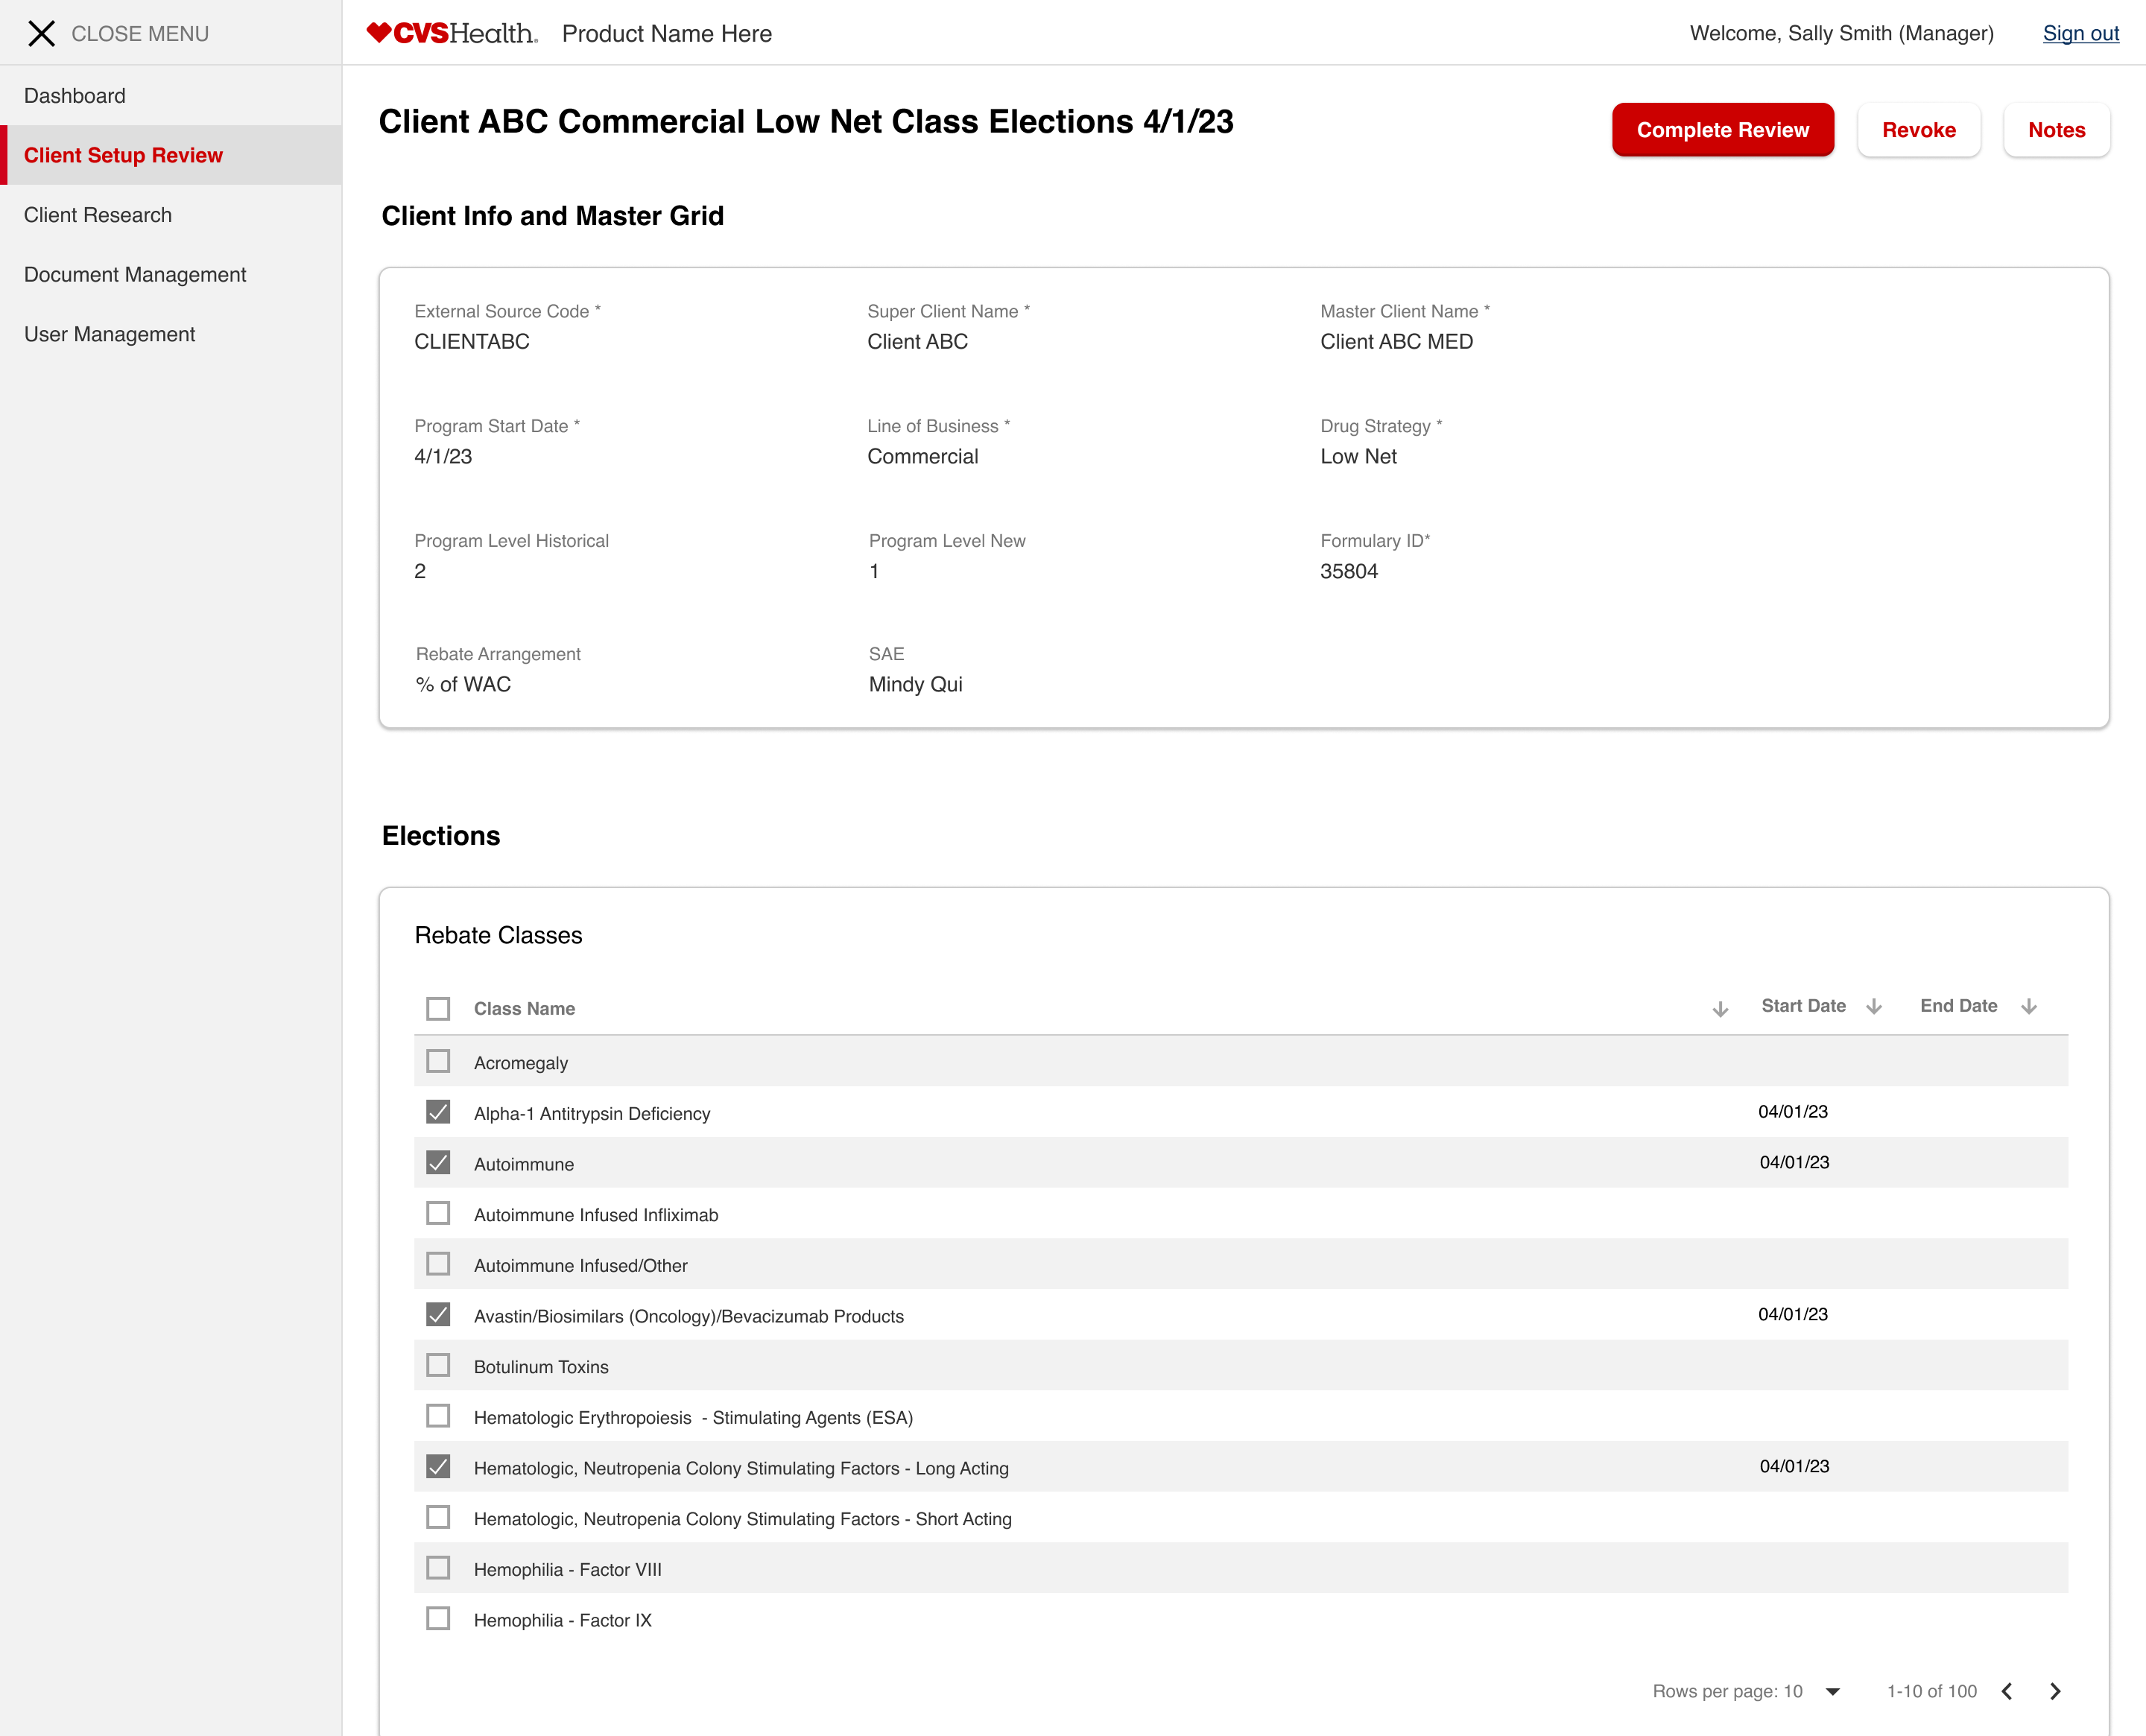 CLOSE MENU
CVSHealth. Product Name Here
Welcome, Sally Smith (Manager) Sign out
Dashboard
Client Setup Review
Client Research
Document Management
User Management
Client ABC Commercial Low Net Class Elections 4/1/23
Complete Review Revoke Notes
Client Info and Master Grid
External Source Code * Super Client Name * Master Client Name *
CLIENTABC Client ABC Client ABC MED
Program Start Date * Line of Business * Drug Strategy *
4/1/23 Commercial Low Net
Program Level Historical Program Level New Formulary ID*
2 1 35804
Rebate Arrangement SAE
% of WAC Mindy Qui
Elections
Rebate Classes
Class Name Start Date End Date
Acromegaly
Alpha-1 Antitrypsin Deficiency 04/01/23
Autoimmune 04/01/23
Autoimmune Infused Infliximab
Autoimmune Infused/Other
Avastin/Biosimilars (Oncology)/Bevacizumab Products 04/01/23
Botulinum Toxins
Hematologic Erythropoiesis  - Stimulating Agents (ESA)
Hematologic, Neutropenia Colony Stimulating Factors - Long Acting 04/01/23
Hematologic, Neutropenia Colony Stimulating Factors - Short Acting
Hemophilia - Factor VIII
Hemophilia - Factor IX
Rows per page: 10 1-10 of 100